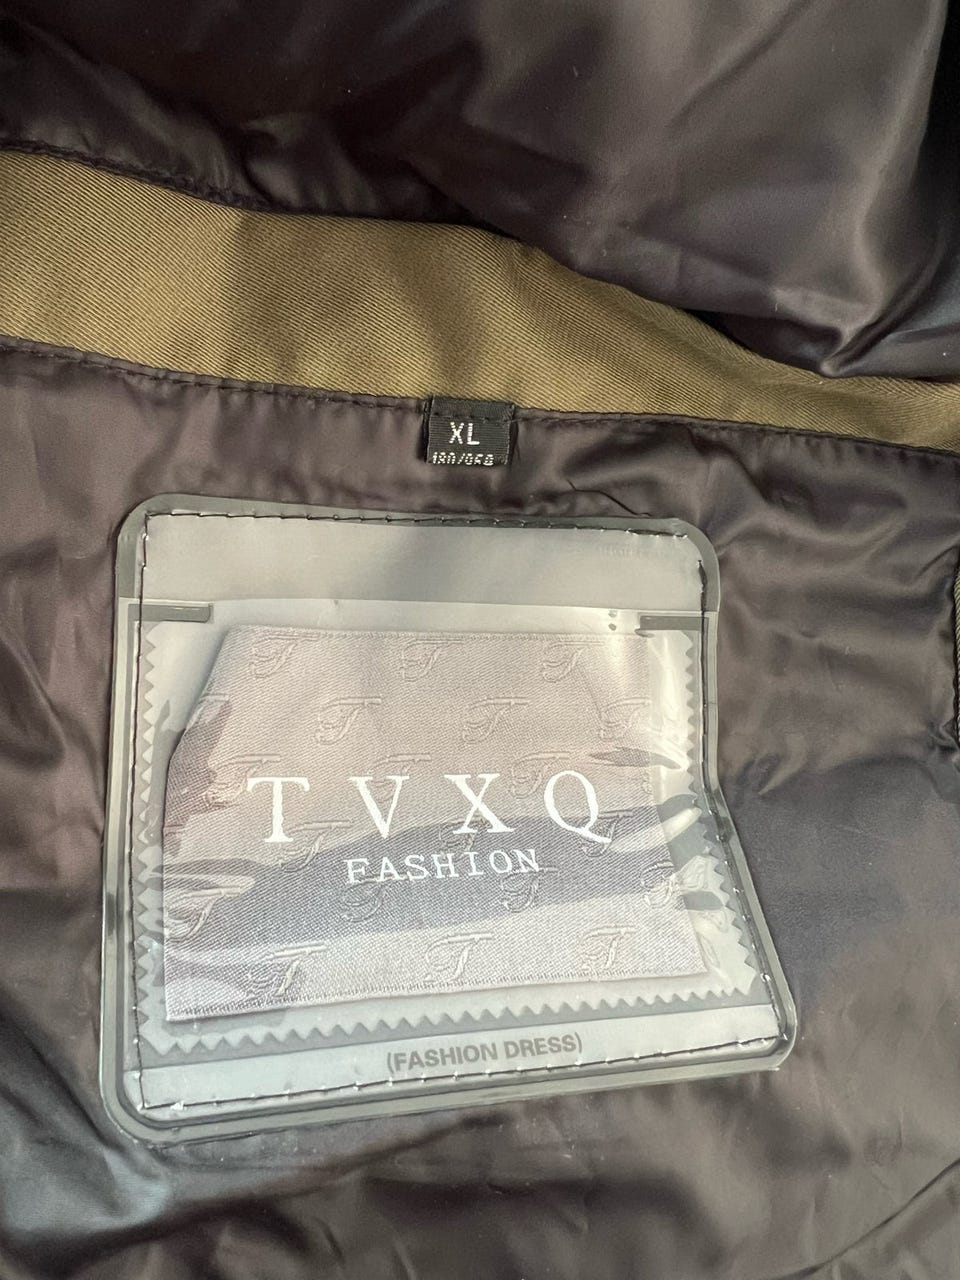 XL
TVXQ
FASHION
(FASHION DRESS)